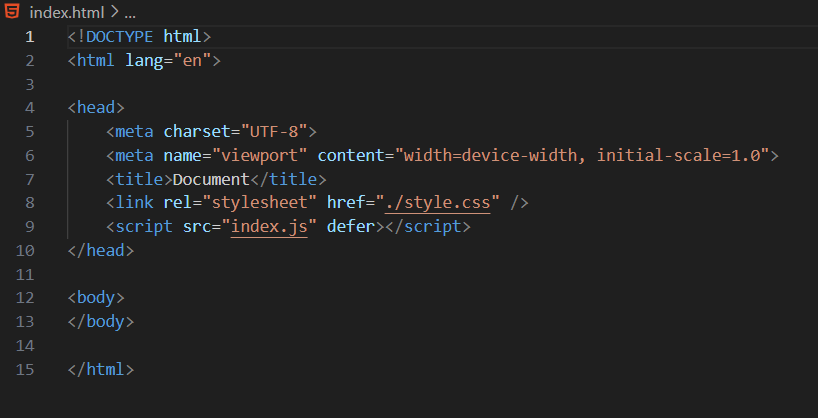 index.html > ...
1 <!DOCTYPE html>
2 <html lang="en">
3
4 <head>
5     <meta charset="UTF-8">
6     <meta name="viewport" content="width=device-width, initial-scale=1.0">
7     <title>Document</title>
8     <link rel="stylesheet" href="./style.css" />
9     <script src="index.js" defer></script>
10 </head>
11
12 <body>
13 </body>
14
15 </html>